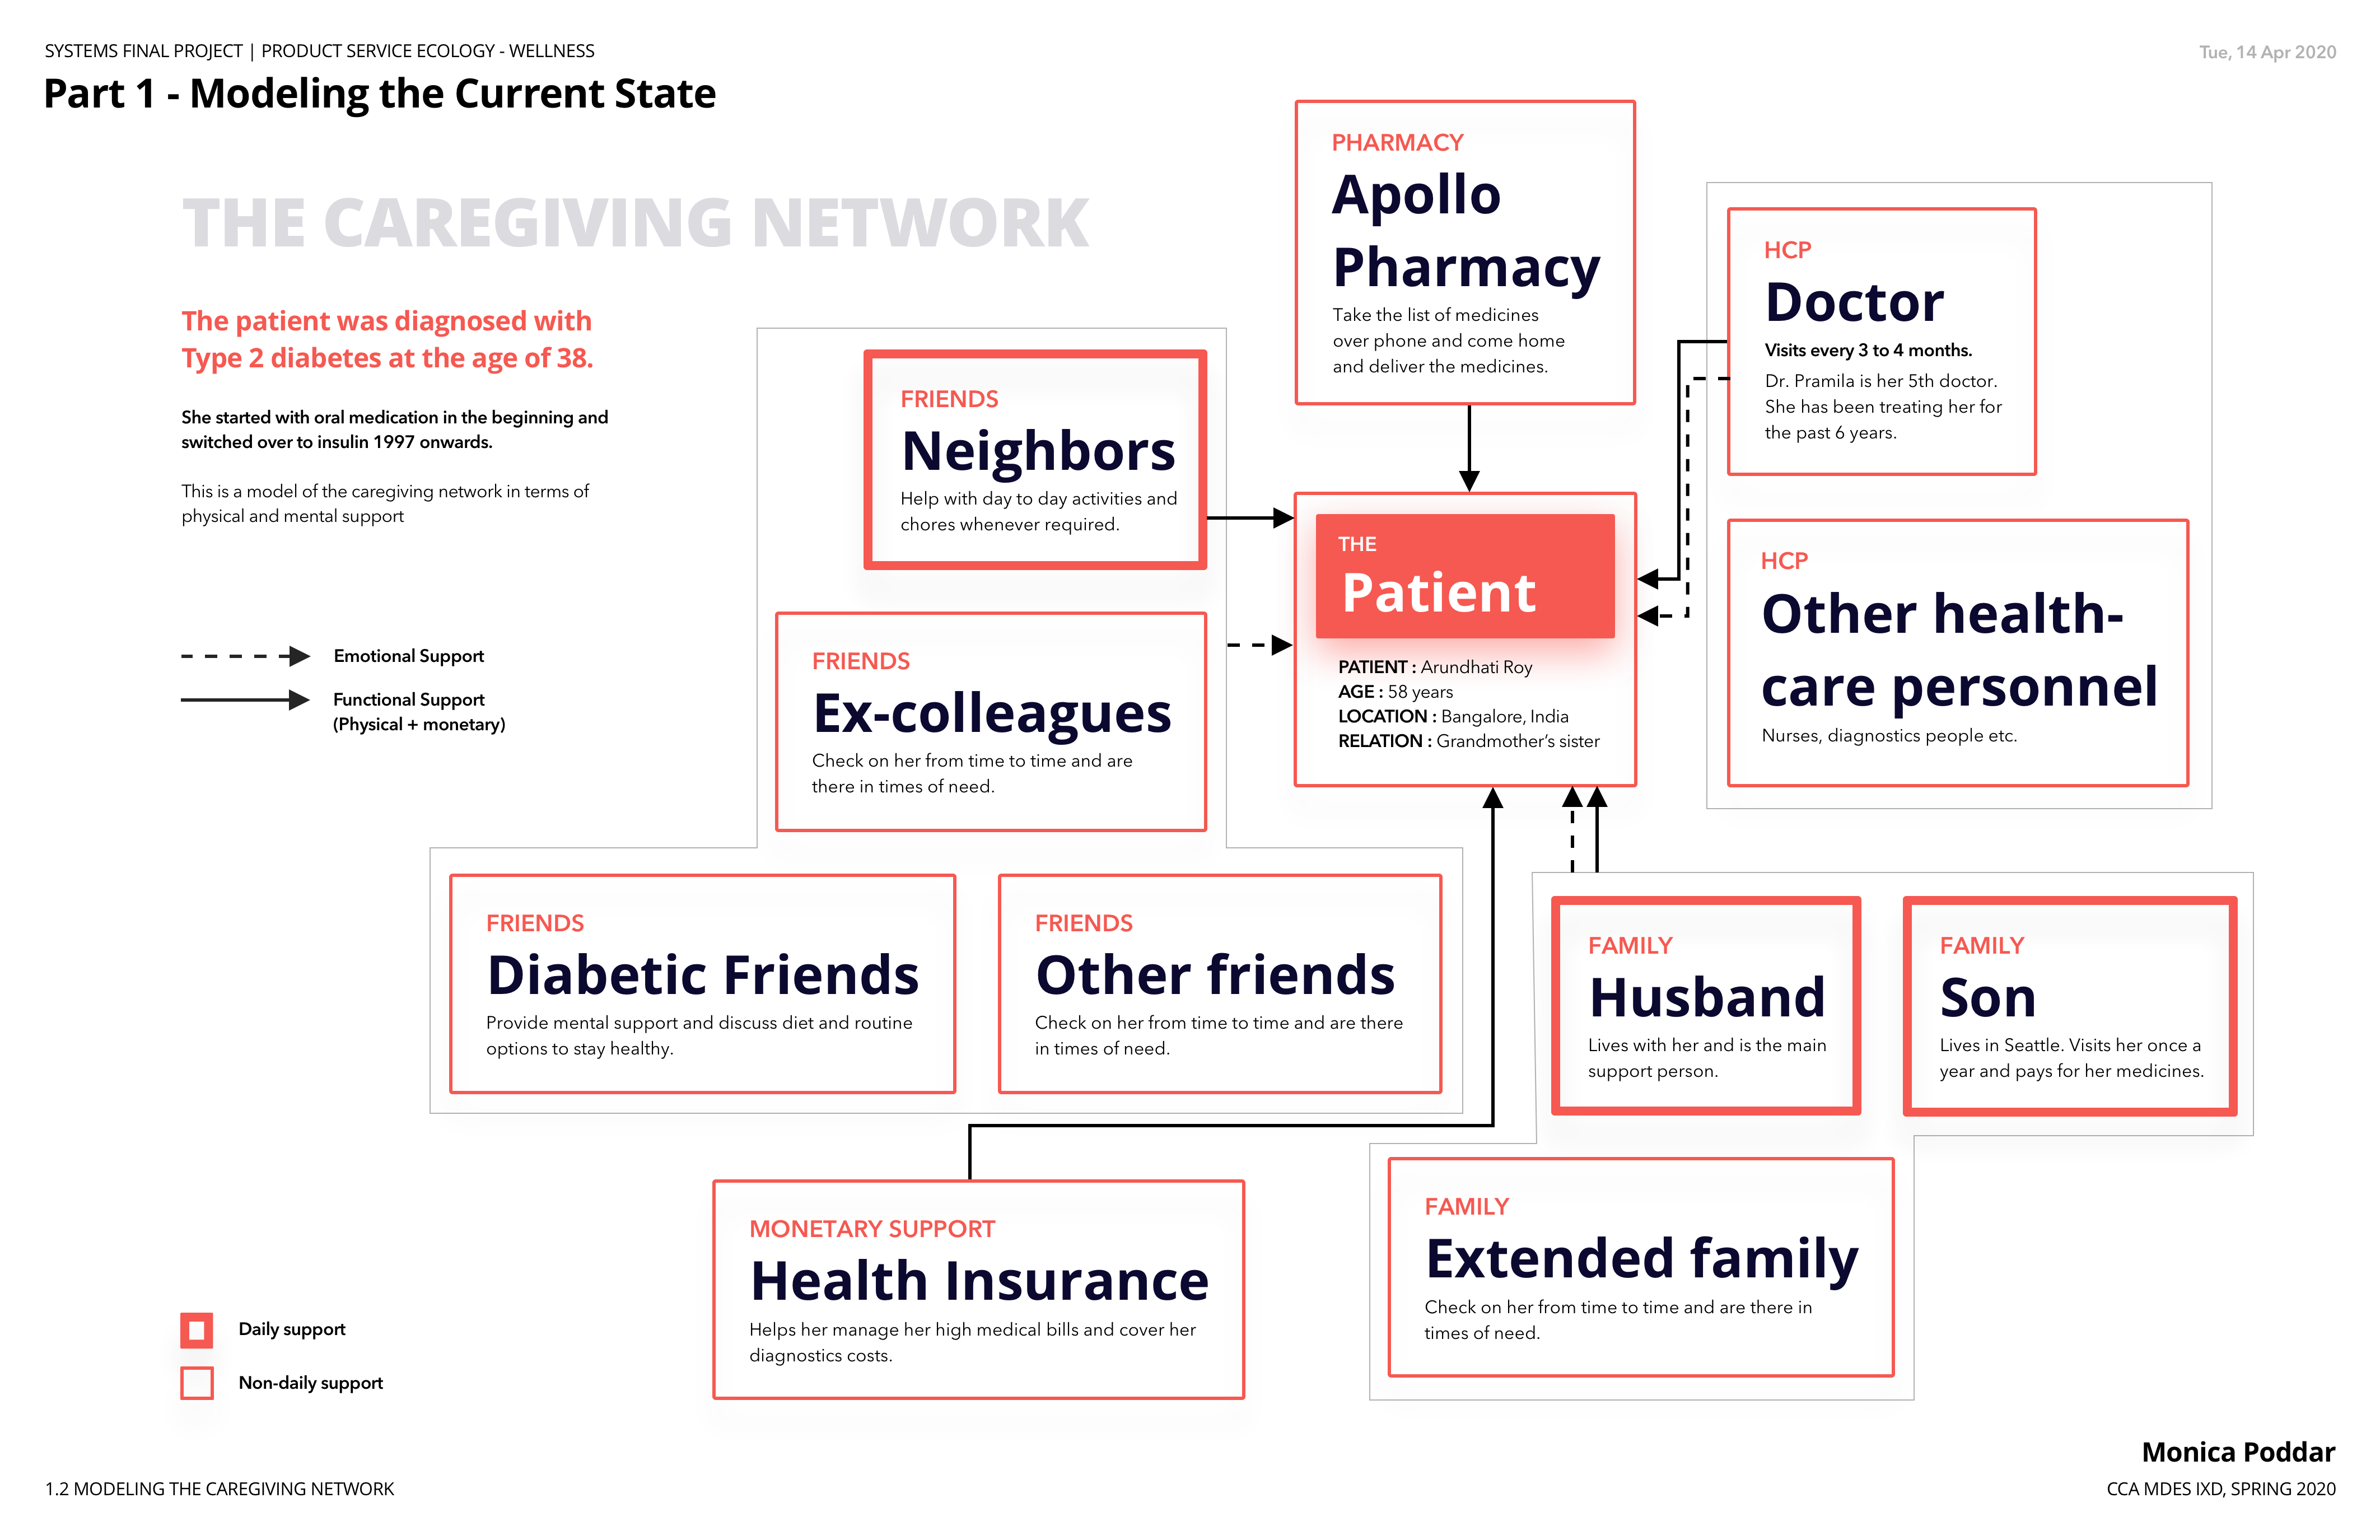 SYSTEMS FINAL PROJECT | PRODUCT SERVICE ECOLOGY - WELLNESS
Tue, 14 Apr 2020
Part 1 - Modeling the Current State
THE CAREGIVING NETWORK
The patient was diagnosed with
Type 2 diabetes at the age of 38.
She started with oral medication in the beginning and
switched over to insulin 1997 onwards.
This is a model of the caregiving network in terms of
physical and mental support
Emotional Support
Functional Support
(Physical + monetary)
PHARMACY
Apollo
Pharmacy
Take the list of medicines
over phone and come home
and deliver the medicines.
HCP
Doctor
Visits every 3 to 4 months.
Dr. Pramila is her 5th doctor.
She has been treating her for
the past 6 years.
FRIENDS
Neighbors
Help with day to day activities and
chores whenever required.
THE
Patient
PATIENT : Arundhati Roy
AGE : 58 years
LOCATION : Bangalore, India
RELATION : Grandmother's sister
HCP
Other health-
care personnel
Nurses, diagnostics people etc.
FRIENDS
Ex-colleagues
Check on her from time to time and are
there in times of need.
FRIENDS
Diabetic Friends
Provide mental support and discuss diet and routine
options to stay healthy.
FRIENDS
Other friends
Check on her from time to time and are there
in times of need.
FAMILY
Husband
Lives with her and is the main
support person.
FAMILY
Son
Lives in Seattle. Visits her once a
year and pays for her medicines.
MONETARY SUPPORT
Health Insurance
Helps her manage her high medical bills and cover her
diagnostics costs.
FAMILY
Extended family
Check on her from time to time and are there in
times of need.
Daily support
Non-daily support
Monica Poddar
1.2 MODELING THE CAREGIVING NETWORK
CCA MDES IXD, SPRING 2020